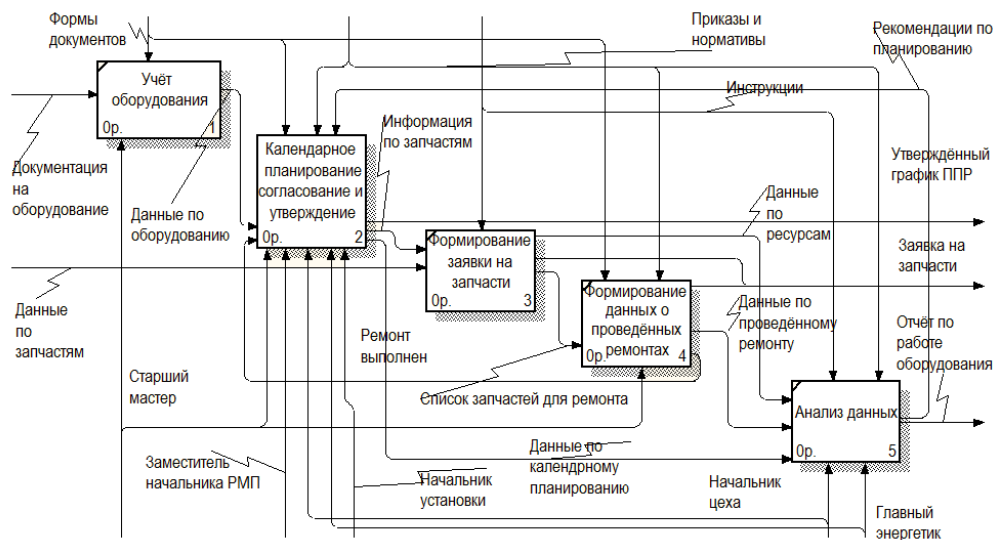 Формы
документов
Приказы и
нормативы
Рекомендации по
планированию
Учёт
оборудования
0р.
1
Инструкции
Информация
по запчастям
Календарное
планирование
согласование и
утверждение
0р.
2
Утверждённый
график ППР
Документация
на
оборудование
Данные по
оборудованию
Данные
по
ресурсам
Формирование
заявки на
запчасти
0р.
3
Заявка на
запчасти
Данные
по
запчастям
Формирование
данных о
проведённых
ремонтах
0р.
4
Данные по
проведённому
ремонту
Отчёт по
работе
оборудования
Ремонт
выполнен
Старший
мастер
Список запчастей для ремонта
Анализ данных
0р.
5
Заместитель
начальника РМП
Начальник
установки
Данные по
календрному
планированию
Начальник
цеха
Главный
энергетик